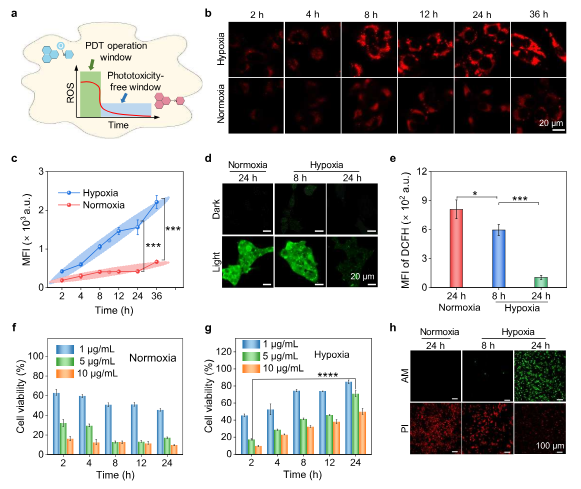 a
PDT operation
window
Phototoxicity-
free window
ROS
Time
b
2 h 4 h 8 h 12 h 24 h 36 h
Hypoxia
Normoxia
20 μm
c
MFI (× 10³ a.u.)
3
2
1
0
Hypoxia
Normoxia
***
***
2 4 8 12 24 36
Time (h)
d
Normoxia Hypoxia
24 h 8 h 24 h
Dark
Light
20 μm
e
MFI of DCFH (× 10² a.u.)
12
9
6
3
0
* ***
24 h 8 h 24 h
Normoxia Hypoxia
f
Cell viability (%)
120
100
80
60
40
20
0
1 μg/mL
5 μg/mL
10 μg/mL
Normoxia
2 4 8 12 24
Time (h)
g
Cell viability (%)
120
100
80
60
40
20
0
1 μg/mL
5 μg/mL
10 μg/mL
Hypoxia
****
2 4 8 12 24
Time (h)
h
Normoxia Hypoxia
24 h 8 h 24 h
AM
PI
100 μm